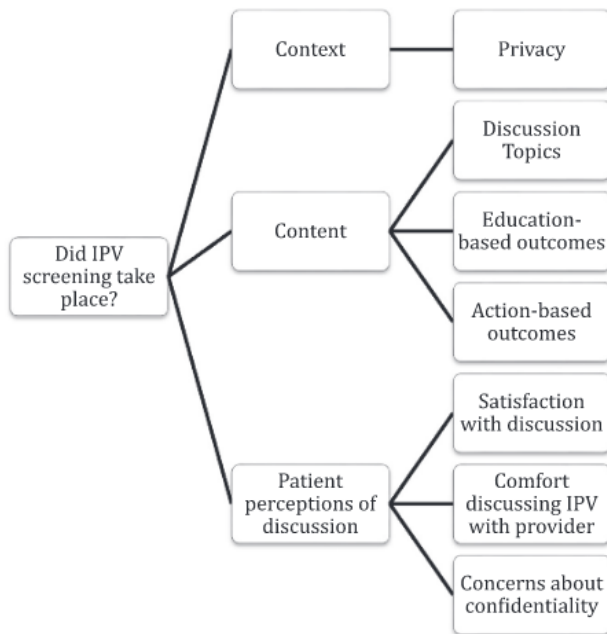 Context
Privacy
Discussion
Topics
Content
Education-
based outcomes
Did IPV
screening take
place?
Action-based
outcomes
Satisfaction
with discussion
Patient
perceptions of
discussion
Comfort
discussing IPV
with provider
Concerns about
confidentiality